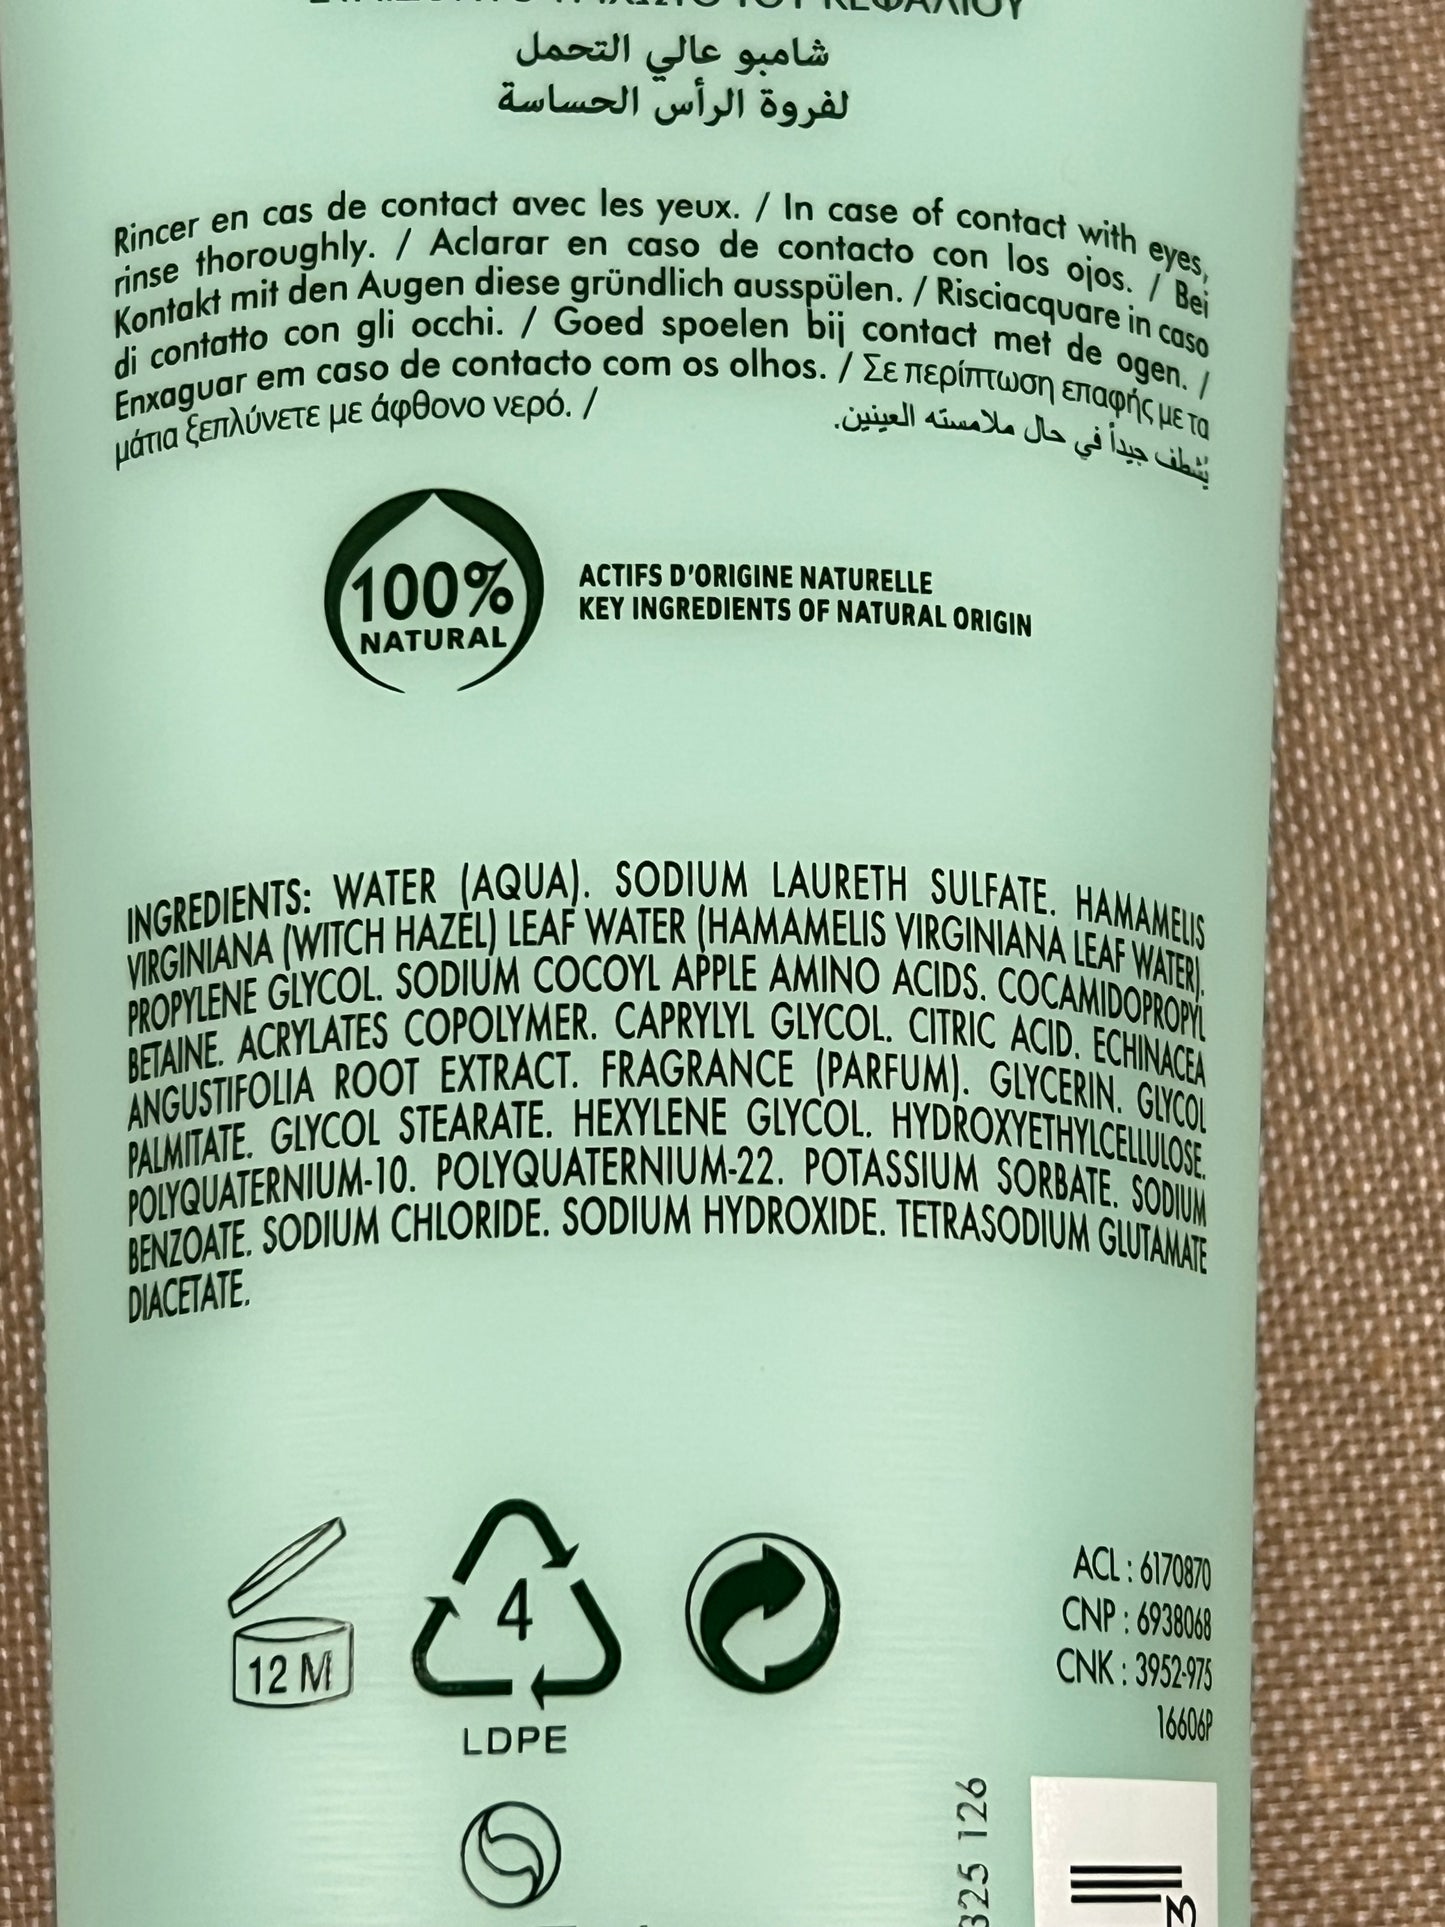 ΤΟΥ ΚΕΦΑΛΙΟΥ
شامبو عالي التحمل
لفروة الرأس الحساسة
Rincer en cas de contact avec les yeux. / In case of contact with eyes,
rinse thoroughly. / Aclarar en caso de contacto con los ojos. / Bei
Kontakt mit den Augen diese gründlich ausspülen. / Risciacquare in caso
di contatto con gli occhi. / Goed spoelen bij contact met de ogen. /
Enxaguar em caso de contacto com os olhos. / Σε περίπτωση επαφής με τα
μάτια ξεπλύνετε με άφθονο νερό. / يُشطف جيداً في حال ملامسته العينين.
100%
NATURAL
ACTIFS D'ORIGINE NATURELLE
KEY INGREDIENTS OF NATURAL ORIGIN
INGREDIENTS: WATER (AQUA). SODIUM LAURETH SULFATE. HAMAMELIS
VIRGINIANA (WITCH HAZEL) LEAF WATER (HAMAMELIS VIRGINIANA LEAF WATER).
PROPYLENE GLYCOL. SODIUM COCOYL APPLE AMINO ACIDS. COCAMIDOPROPYL
BETAINE. ACRYLATES COPOLYMER. CAPRYLYL GLYCOL. CITRIC ACID. ECHINACEA
ANGUSTIFOLIA ROOT EXTRACT. FRAGRANCE (PARFUM). GLYCERIN. GLYCOL
PALMITATE. GLYCOL STEARATE. HEXYLENE GLYCOL. HYDROXYETHYLCELLULOSE.
POLYQUATERNIUM-10. POLYQUATERNIUM-22. POTASSIUM SORBATE. SODIUM
BENZOATE. SODIUM CHLORIDE. SODIUM HYDROXIDE. TETRASODIUM GLUTAMATE
DIACETATE.
12 M
4
LDPE
ACL : 6170870
CNP : 6938068
CNK : 3952-975
16606P
325 126
3